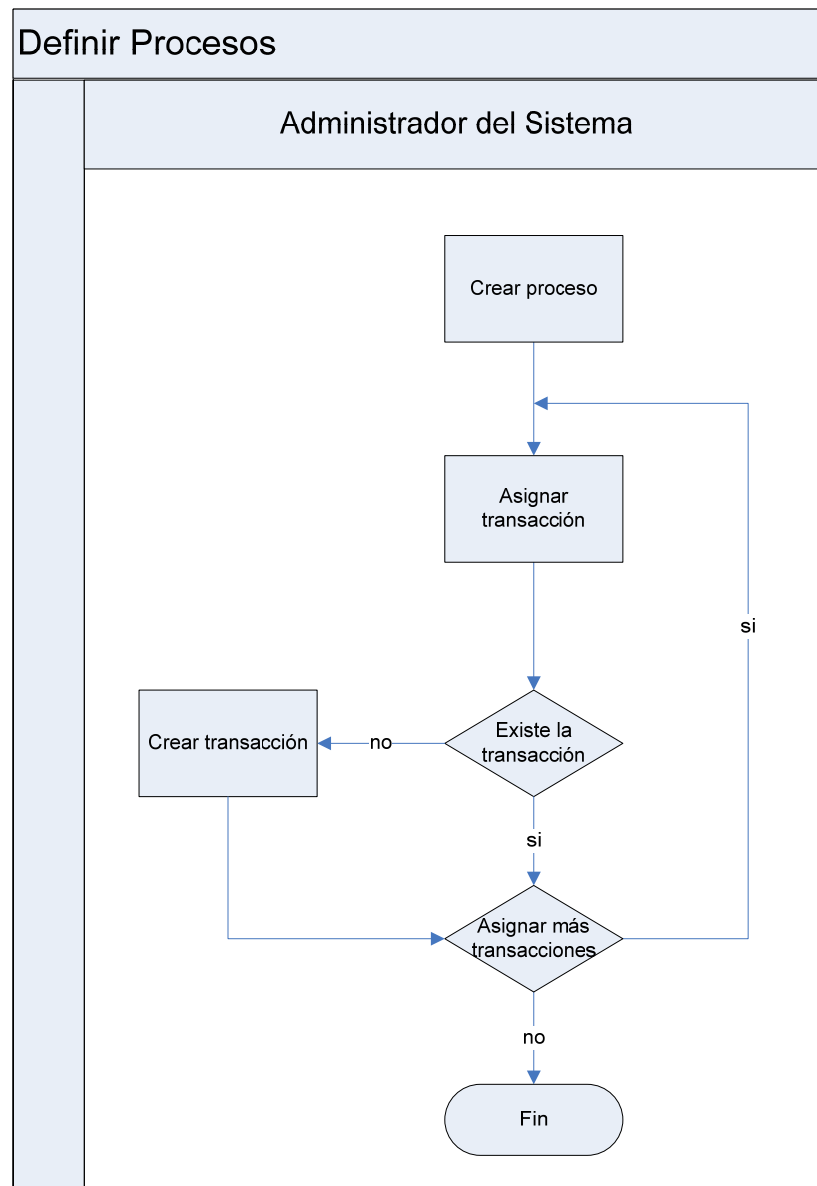 Definir Procesos
Administrador del Sistema
Crear proceso
Asignar
transacción
si
Crear transacción
no
Existe la
transacción
si
Asignar más
transacciones
no
Fin